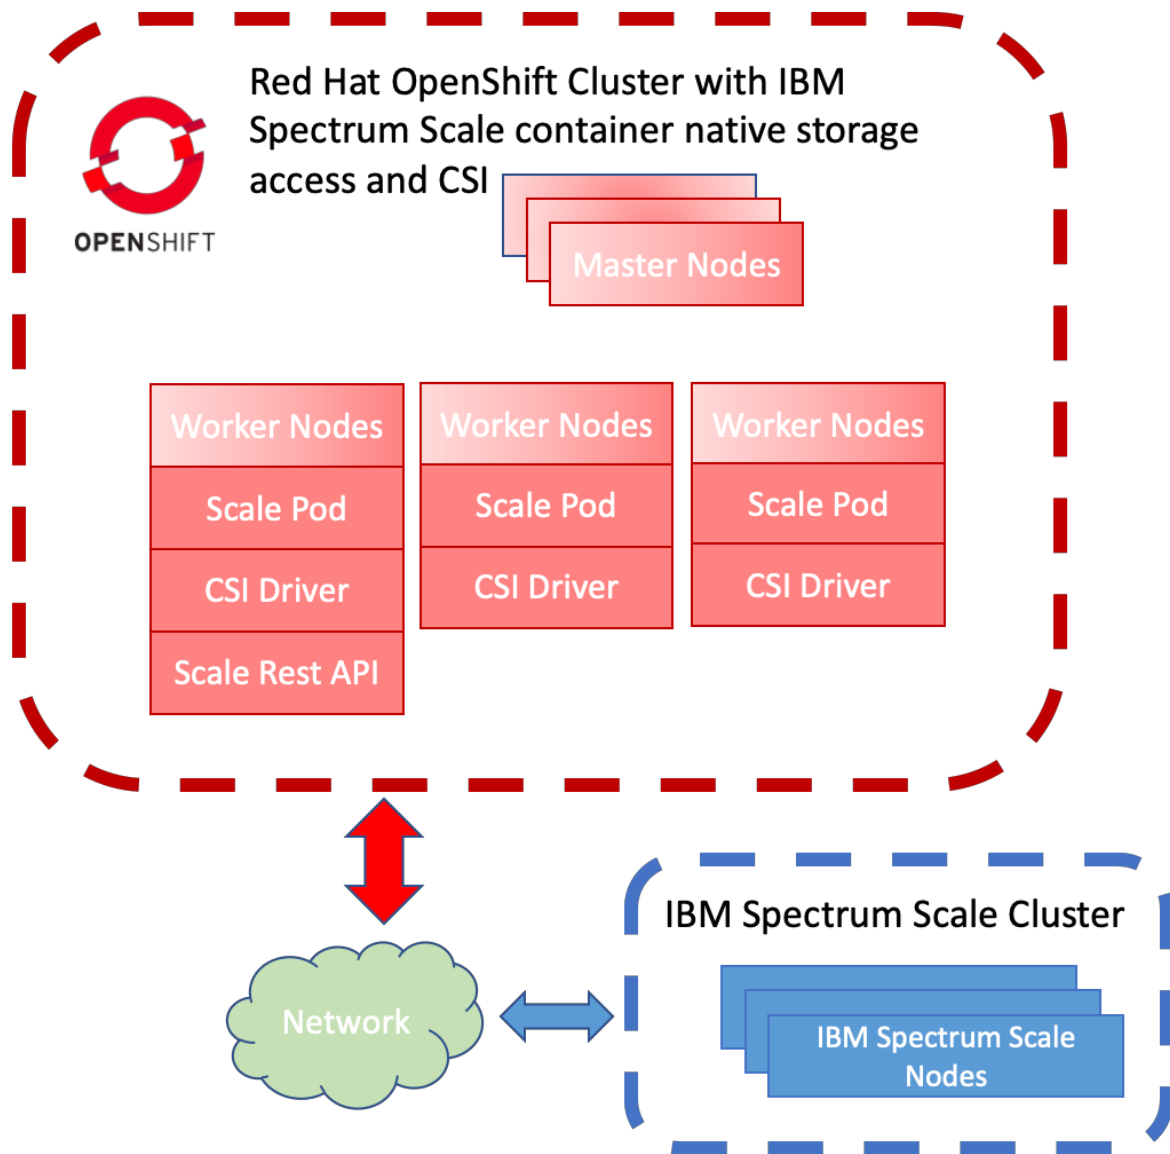 Red Hat OpenShift Cluster with IBM
Spectrum Scale container native storage
access and CSI
OPENSHIFT
Master Nodes
Worker Nodes
Scale Pod
CSI Driver
Scale Rest API
Worker Nodes
Scale Pod
CSI Driver
Worker Nodes
Scale Pod
CSI Driver
Network
IBM Spectrum Scale Cluster
IBM Spectrum Scale
Nodes